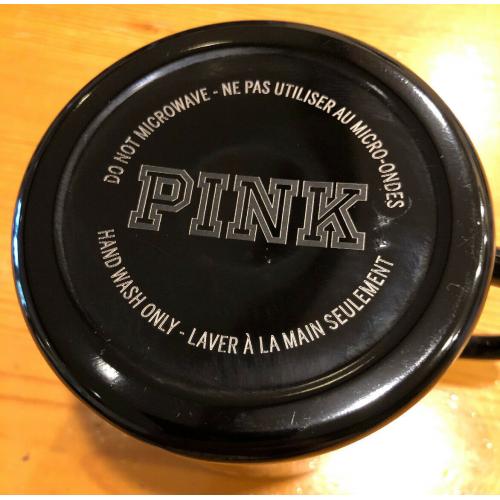 DO NOT MICROWAVE - NE PAS UTILISER AU MICRO-ONDES
PINK
HAND WASH ONLY - LAVER À LA MAIN SEULEMENT